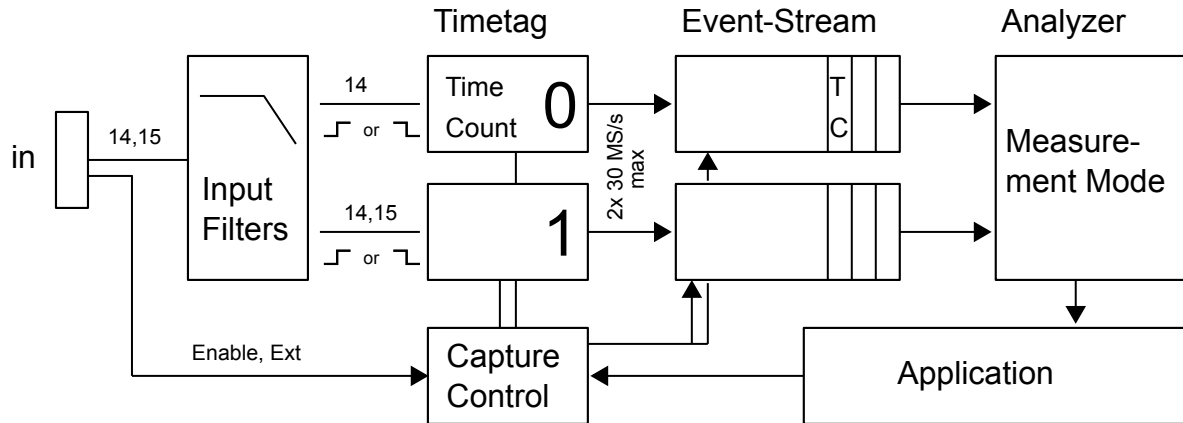 Timetag
Event-Stream
Analyzer
in
14,15
Input
Filters
14
or
14,15
or
Time
Count
0
1
2x 30 MS/s
max
T
C
Measure-
ment Mode
Enable, Ext
Capture
Control
Application